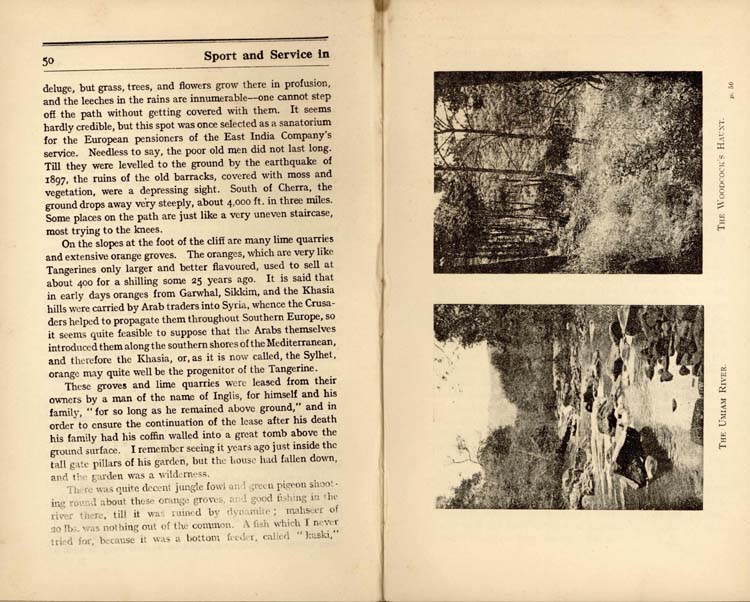 50 Sport and Service in
deluge, but grass, trees, and flowers grow there in profusion,
and the leeches in the rains are innumerable—one cannot step
off the path without getting covered with them. It seems
hardly credible, but this spot was once selected as a sanatorium
for the European pensioners of the East India Company's
service. Needless to say, the poor old men did not last long.
Till they were levelled to the ground by the earthquake of
1897, the ruins of the old barracks, covered with moss and
vegetation, were a depressing sight. South of Cherra, the
ground drops away very steeply, about 4,000 ft. in three miles.
Some places on the path are just like a very uneven staircase,
most trying to the knees.
On the slopes at the foot of the cliff are many lime quarries
and extensive orange groves. The oranges, which are very like
Tangerines only larger and better flavoured, used to sell at
about 400 for a shilling some 25 years ago. It is said that
in early days oranges from Garwhal, Sikkim, and the Khasia
hills were carried by Arab traders into Syria, whence the Crusa-
ders helped to propagate them throughout Southern Europe, so
it seems quite feasible to suppose that the Arabs themselves
introduced them along the southern shores of the Mediterranean,
and therefore the Khasia, or, as it is now called, the Sylhet,
orange may quite well be the progenitor of the Tangerine.
These groves and lime quarries were leased from their
owners by a man of the name of Inglis, for himself and his
family, "for so long as he remained above ground," and in
order to ensure the continuation of the lease after his death
his family had his coffin walled into a great tomb above the
ground surface. I remember seeing it years ago just inside the
tall gate pillars of his garden, but the house had fallen down,
and the garden was a wilderness.
There was quite decent jungle fowl and green pigeon shoot-
ing round about these orange groves, and good fishing in the
river there, till it was ruined by dynamite; mahseer of
20 lbs. was nothing out of the common. A fish which I never
tried for, because it was a bottom feeder, called "kaski,"
p. 50
The Woodcock's Haunt.
The Umiam River.